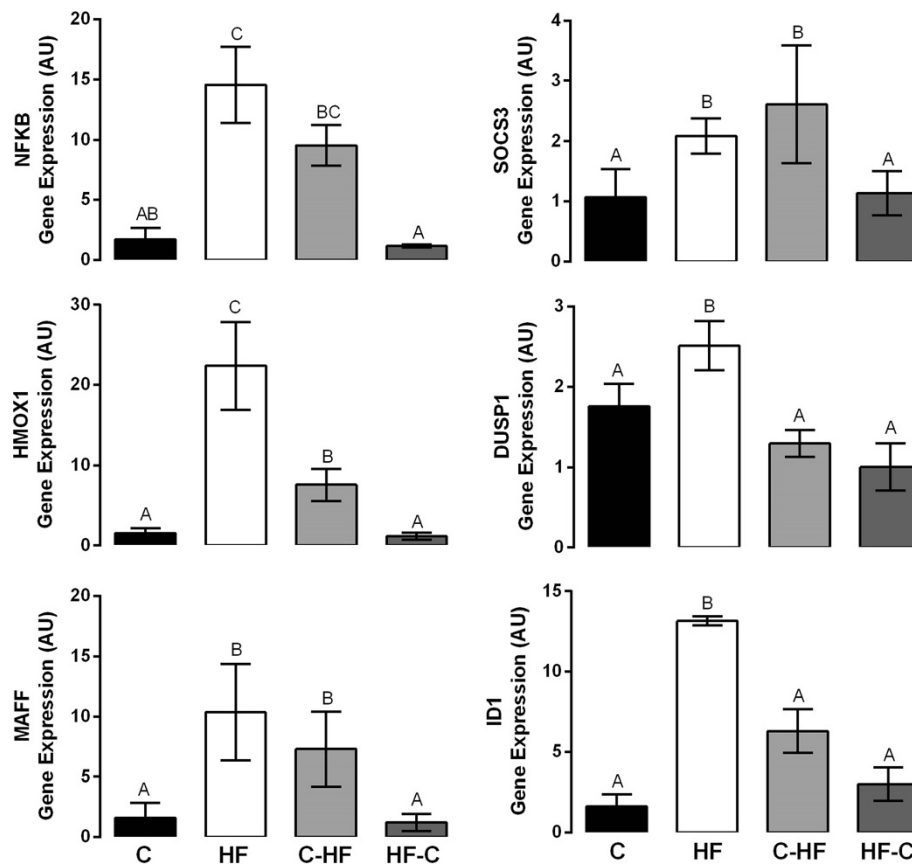 NFKB
Gene Expression (AU)
20
15
10
5
0
AB
C
BC
A
SOCS3
Gene Expression (AU)
4
3
2
1
0
A
B
B
A
HMOX1
Gene Expression (AU)
30
20
10
0
A
C
B
A
DUSP1
Gene Expression (AU)
3
2
1
0
A
B
A
A
MAFF
Gene Expression (AU)
20
15
10
5
0
A
B
B
A
C HF C-HF HF-C
ID1
Gene Expression (AU)
15
10
5
0
A
B
A
A
C HF C-HF HF-C